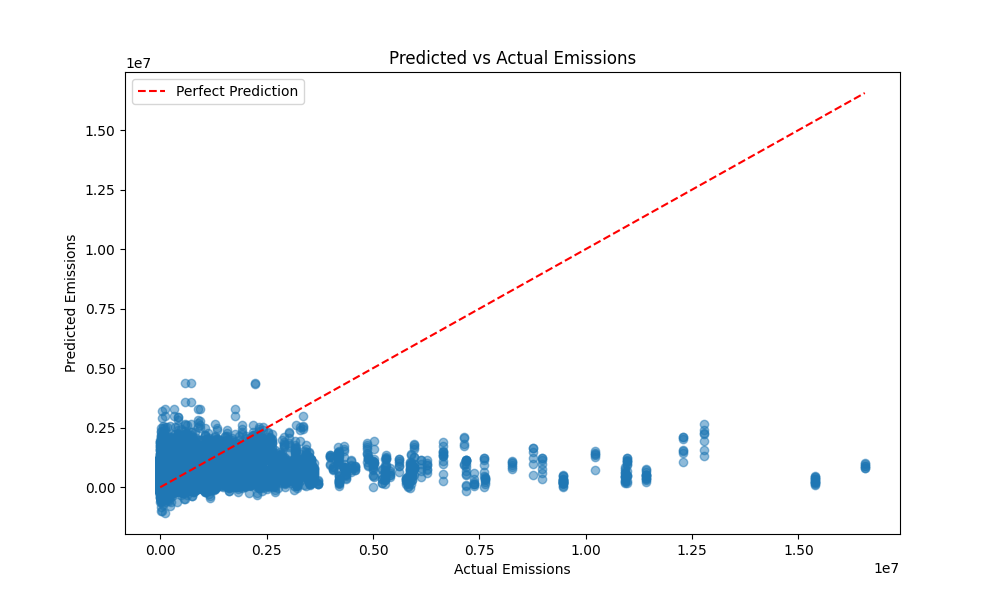 Predicted vs Actual Emissions
1e7
Perfect Prediction
1.50
1.25
1.00
0.75
0.50
0.25
0.00
Predicted Emissions
0.00 0.25 0.50 0.75 1.00 1.25 1.50
Actual Emissions
1e7